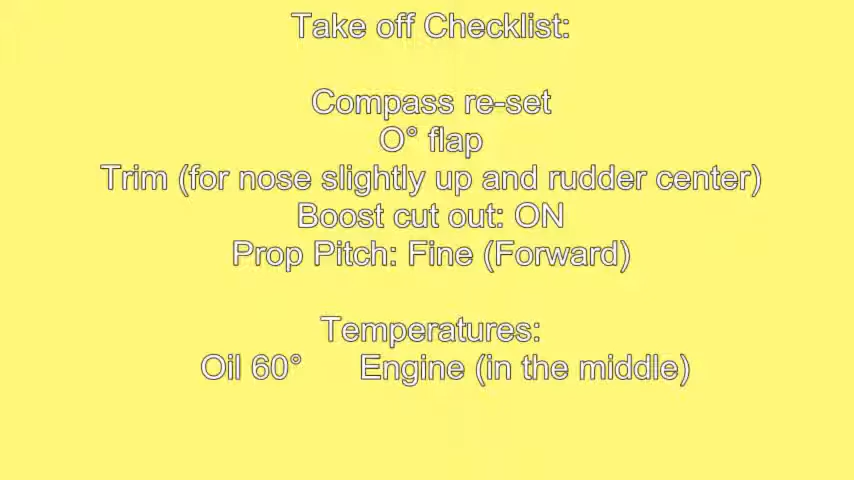 Take off Checklist:
Compass re-set
O° flap
Trim (for nose slightly up and rudder center)
Boost cut out: ON
Prop Pitch: Fine (Forward)
Temperatures:
Oil 60° Engine (in the middle)